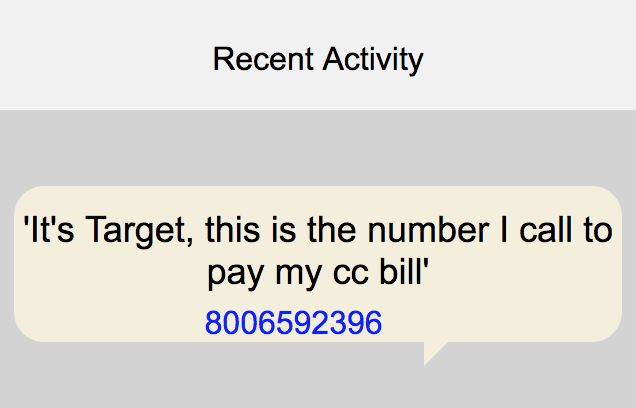 Recent Activity
'It's Target, this is the number I call to
pay my cc bill'
8006592396